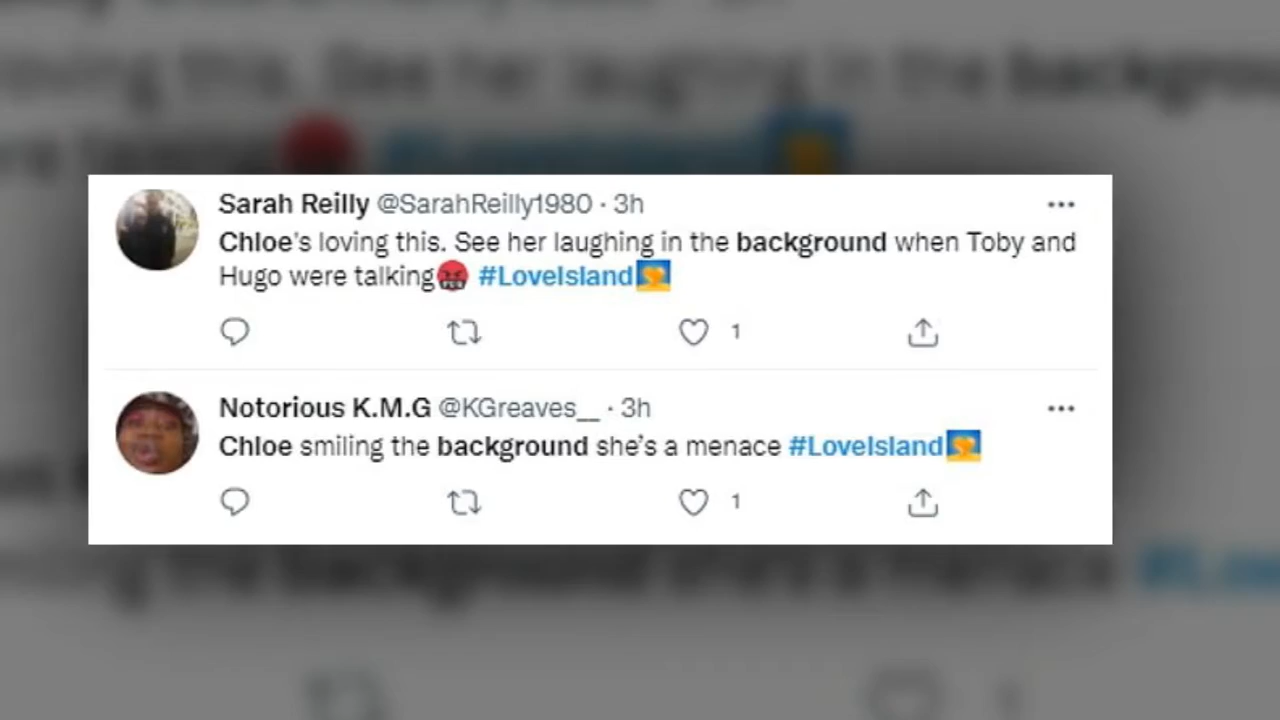 Sarah Reilly @SarahReilly1980 · 3h
Chloe's loving this. See her laughing in the background when Toby and
Hugo were talking🤬 #LoveIsland
1
Notorious K.M.G @KGreaves__ · 3h
Chloe smiling the background she's a menace #LoveIsland
1